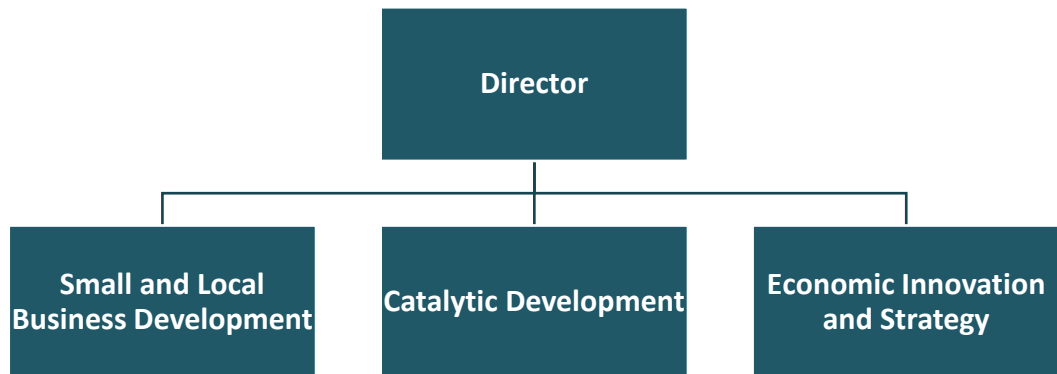 Director
Small and Local
Business Development
Catalytic Development
Economic Innovation
and Strategy